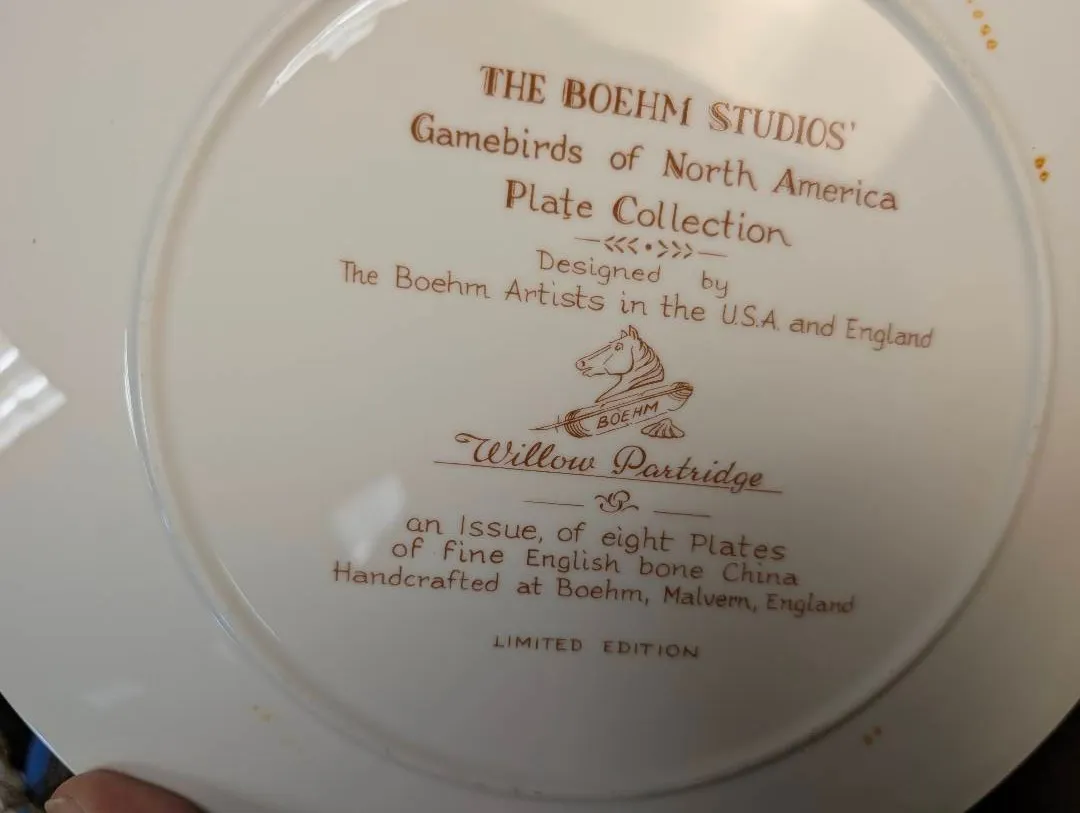 THE BOEHM STUDIOS'
Gamebirds of North America
Plate Collection
Designed by
The Boehm Artists in the U.S.A. and England
BOEHM
Willow Partridge
an Issue, of eight Plates
of fine English bone China
Handcrafted at Boehm, Malvern, England
LIMITED EDITION